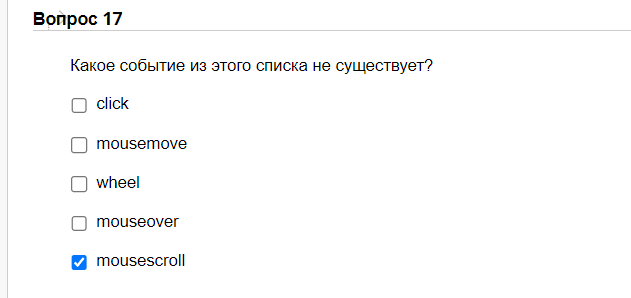 Вопрос 17
Какое событие из этого списка не существует?
click
mousemove
wheel
mouseover
mousescroll